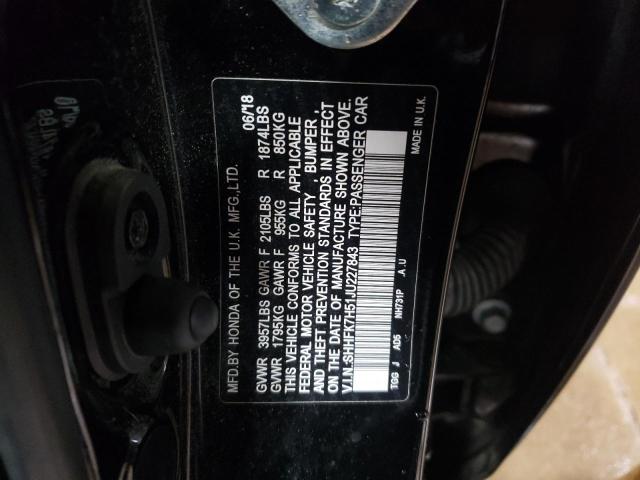 MFD.BY HONDA OF THE U.K. MFG.,LTD. 06/18
GVWR 3957LBS GAWR F 2105LBS R 1874LBS
GVWR 1795KG GAWR F 955KG R 850KG
THIS VEHICLE CONFORMS TO ALL APPLICABLE
FEDERAL MOTOR VEHICLE SAFETY , BUMPER ,
AND THEFT PREVENTION STANDARDS IN EFFECT
ON THE DATE OF MANUFACTURE SHOWN ABOVE.
V.I.N.:SHHFK7H51JU227843 TYPE:PASSENGER CAR
TGG J AD5 NH731P .A .U
MADE IN U.K.